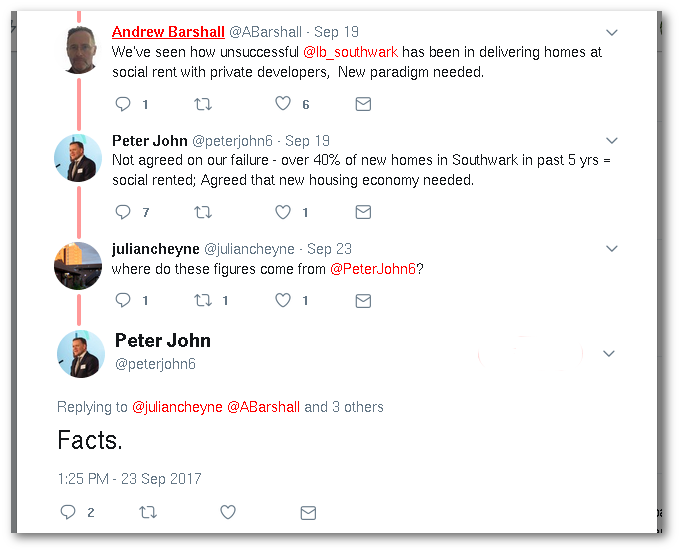 Andrew Barshall @ABarshall · Sep 19
We've seen how unsuccessful @lb_southwark has been in delivering homes at
social rent with private developers, New paradigm needed.
1 6
Peter John @peterjohn6 · Sep 19
Not agreed on our failure - over 40% of new homes in Southwark in past 5 yrs =
social rented; Agreed that new housing economy needed.
7 1
juliancheyne @juliancheyne · Sep 23
where do these figures come from @PeterJohn6?
1 1 1
Peter John
@peterjohn6
Replying to @juliancheyne @ABarshall and 3 others
Facts.
1:25 PM - 23 Sep 2017
2